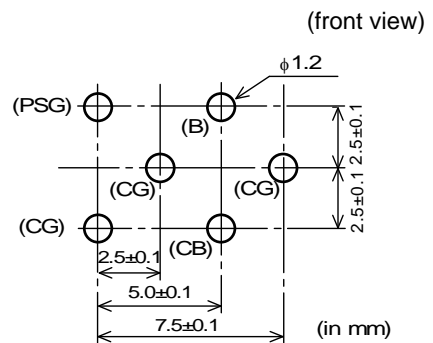 (front view)
ϕ1.2
(PSG)
(B)
2.5±0.1
(CG)
(CG)
2.5±0.1
(CG)
(CB)
2.5±0.1
5.0±0.1
7.5±0.1
(in mm)